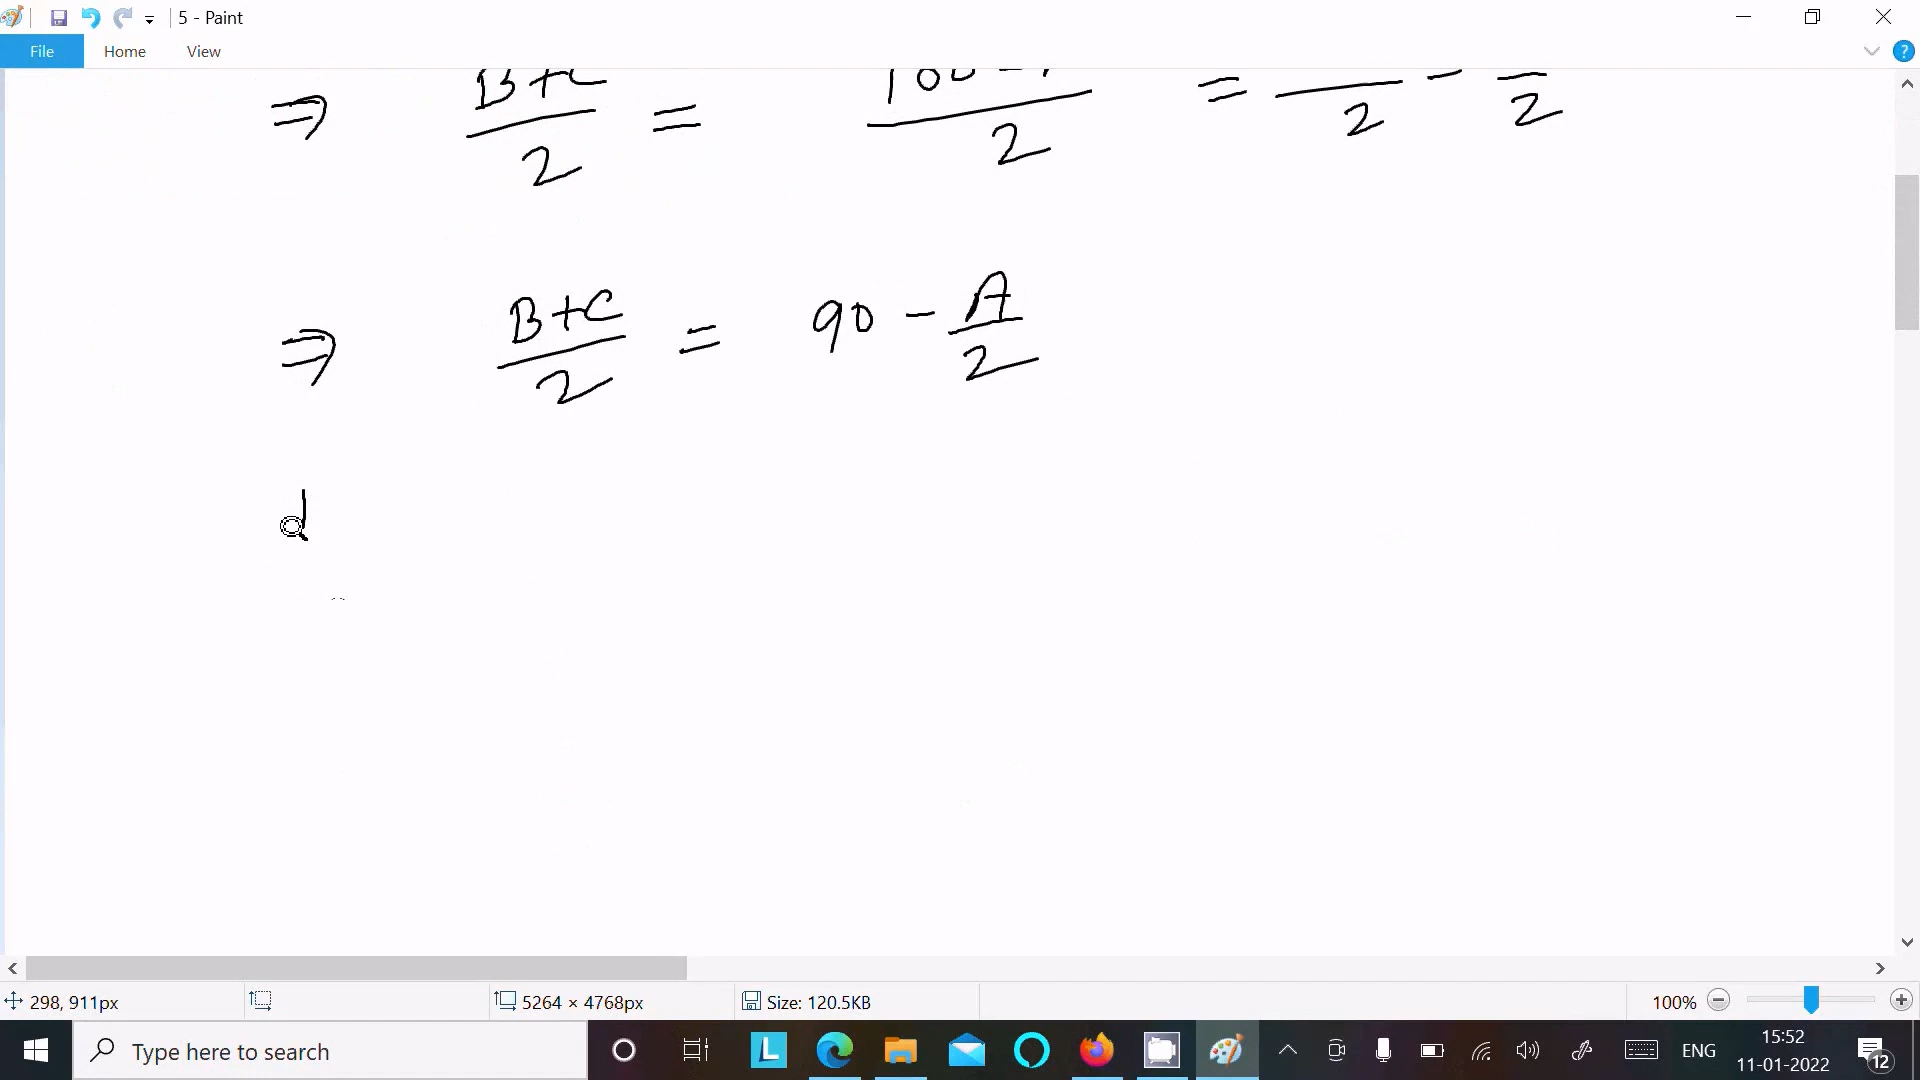 5 - Paint
File Home View
⇒ B+C/2 = 180-A/2 = /2 - /2
⇒ B+C/2 = 90 - A/2
298, 911px 5264 × 4768px Size: 120.5KB 100%
Type here to search
L
ENG
15:52
11-01-2022
12